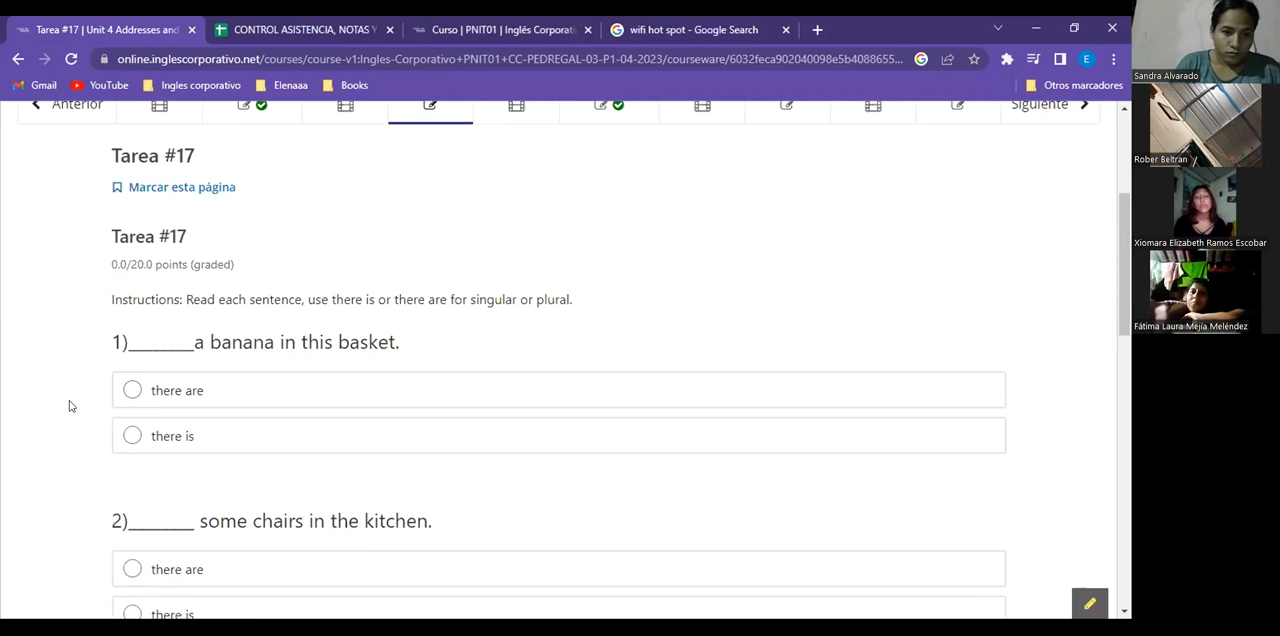 Tarea #17 | Unit 4 Addresses and
CONTROL ASISTENCIA, NOTAS Y
Curso | PNIT01 | Inglés Corporati
wifi hot spot - Google Search
online.inglescorporativo.net/courses/course-v1:Ingles-Corporativo+PNIT01+CC-PEDREGAL-03-P1-04-2023/courseware/6032feca902040098e5b4088655...
E
Gmail
YouTube
Ingles corporativo
Elenaaa
Books
Otros marcadores
Anterior
Siguiente
Tarea #17
Marcar esta página
Tarea #17
0.0/20.0 points (graded)
Instructions: Read each sentence, use there is or there are for singular or plural.
1)_______a banana in this basket.
there are
there is
2)_______ some chairs in the kitchen.
there are
there is
Sandra Alvarado
Rober Beltran
Xiomara Elizabeth Ramos Escobar
Fátima Laura Mejía Meléndez